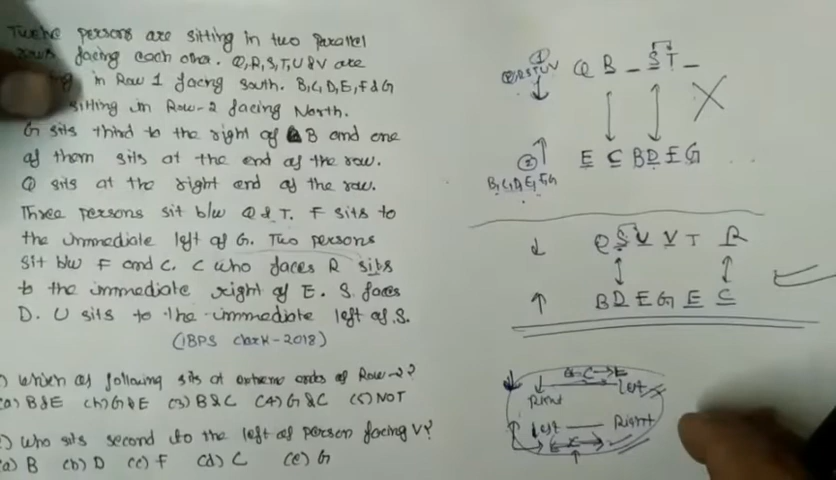 Twelve persons are sitting in two parallel
rows facing each other. Q,R,S,T,U & V are
in Row 1 facing south. B,C,D,E,F & G
sitting in Row-2 facing North.
G sits third to the right of B and one
of them sits at the end of the row.
Q sits at the right end of the row.
Three persons sit b/w Q & T. F sits to
the immediate left of G. Two persons
sit b/w F and C. C who faces R sits
to the immediate right of E. S faces
D. U sits to the immediate left of S.
(IBPS clerk-2018)
) Which of following sits at extreme ends of Row-2?
(a) B&E (b) G&E (3) B&C (4) G&C (5) NOT
) Who sits second to the left of person facing V?
(a) B (b) D (c) F (d) C (e) G
①
Q,R,S,T,U,V
Q B _ S T _
②
B,C,D,E,F,G
E C B D F G
Q S U V T R
B D F G E C
C → E
Right left
left Right